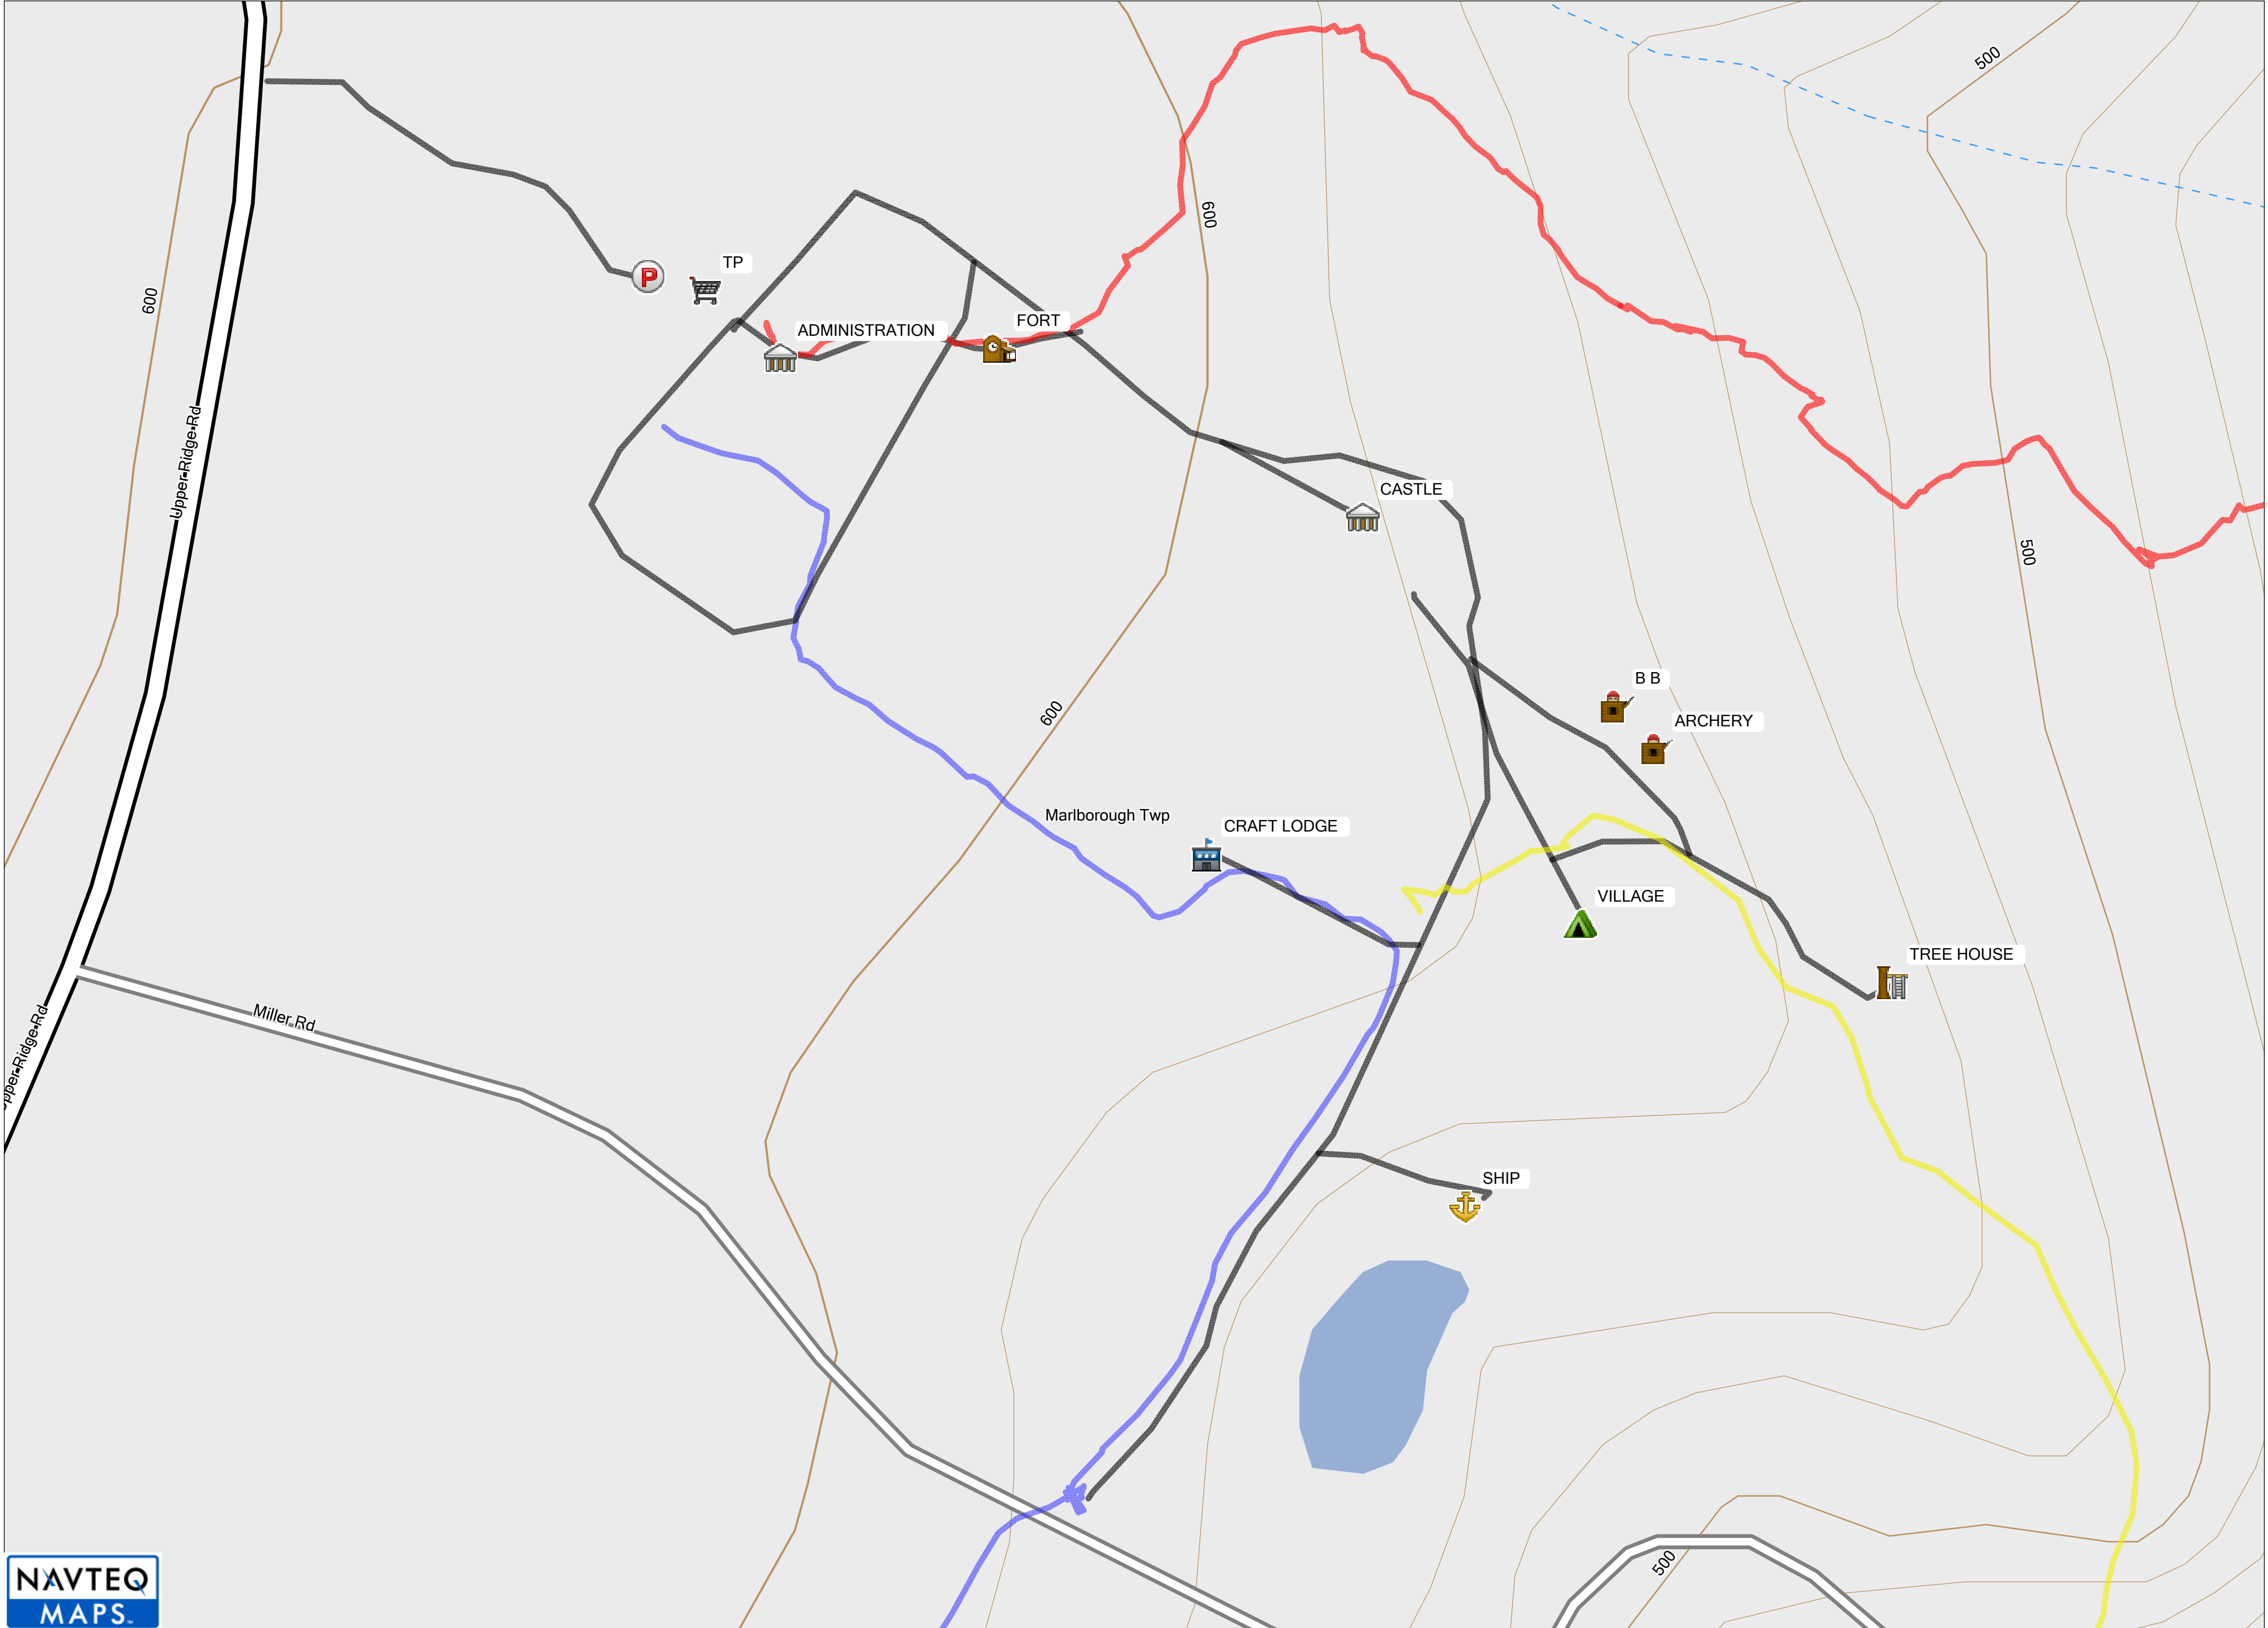 500
600
TP
600
ADMINISTRATION
FORT
Upper Ridge Rd
CASTLE
500
B B
600
ARCHERY
Marlborough Twp
CRAFT LODGE
VILLAGE
TREE HOUSE
Miller Rd
Upper Ridge Rd
SHIP
500
P
NAVTEQ
MAPS